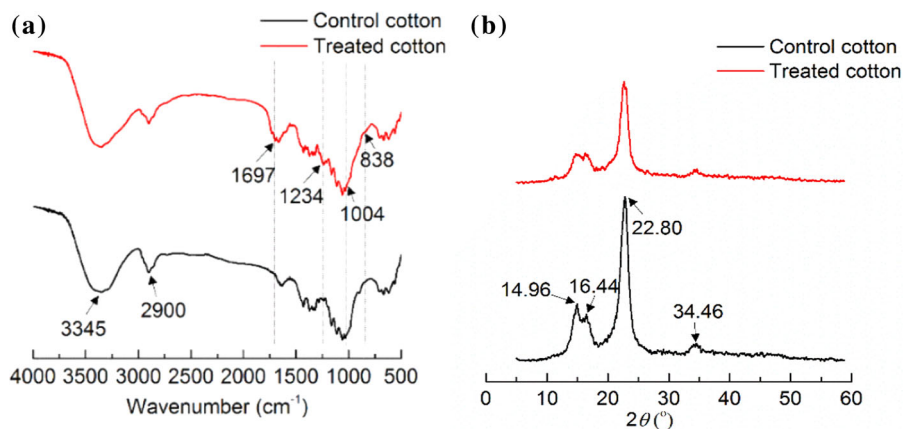 (a)
Control cotton
Treated cotton
1697
1234
1004
838
3345
2900
4000 3500 3000 2500 2000 1500 1000 500
Wavenumber (cm⁻¹)
(b)
Control cotton
Treated cotton
22.80
14.96
16.44
34.46
0 10 20 30 40 50 60
2θ (°)